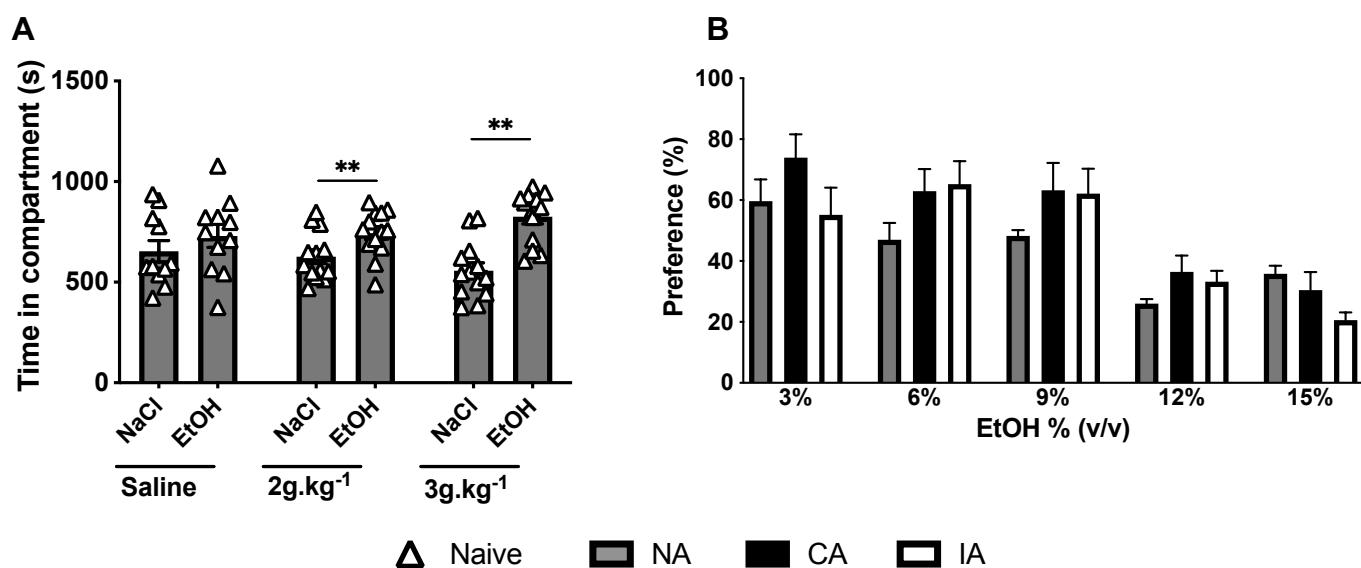 A
Time in compartment (s)
1500
1000
500
0
**
**
NaCl
EtOH
NaCl
EtOH
NaCl
EtOH
Saline
2g.kg-1
3g.kg-1
B
Preference (%)
100
80
60
40
20
0
3%
6%
9%
12%
15%
EtOH % (v/v)
Naive
NA
CA
IA